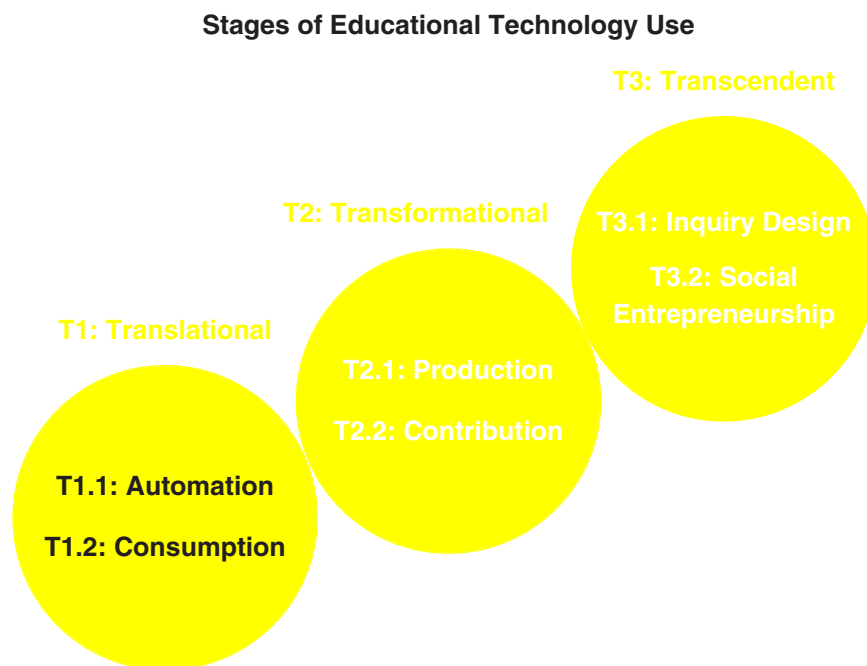 Stages of Educational Technology Use
T3: Transcendent
T3.1: Inquiry Design
T3.2: Social
Entrepreneurship
T2: Transformational
T2.1: Production
T2.2: Contribution
T1: Translational
T1.1: Automation
T1.2: Consumption